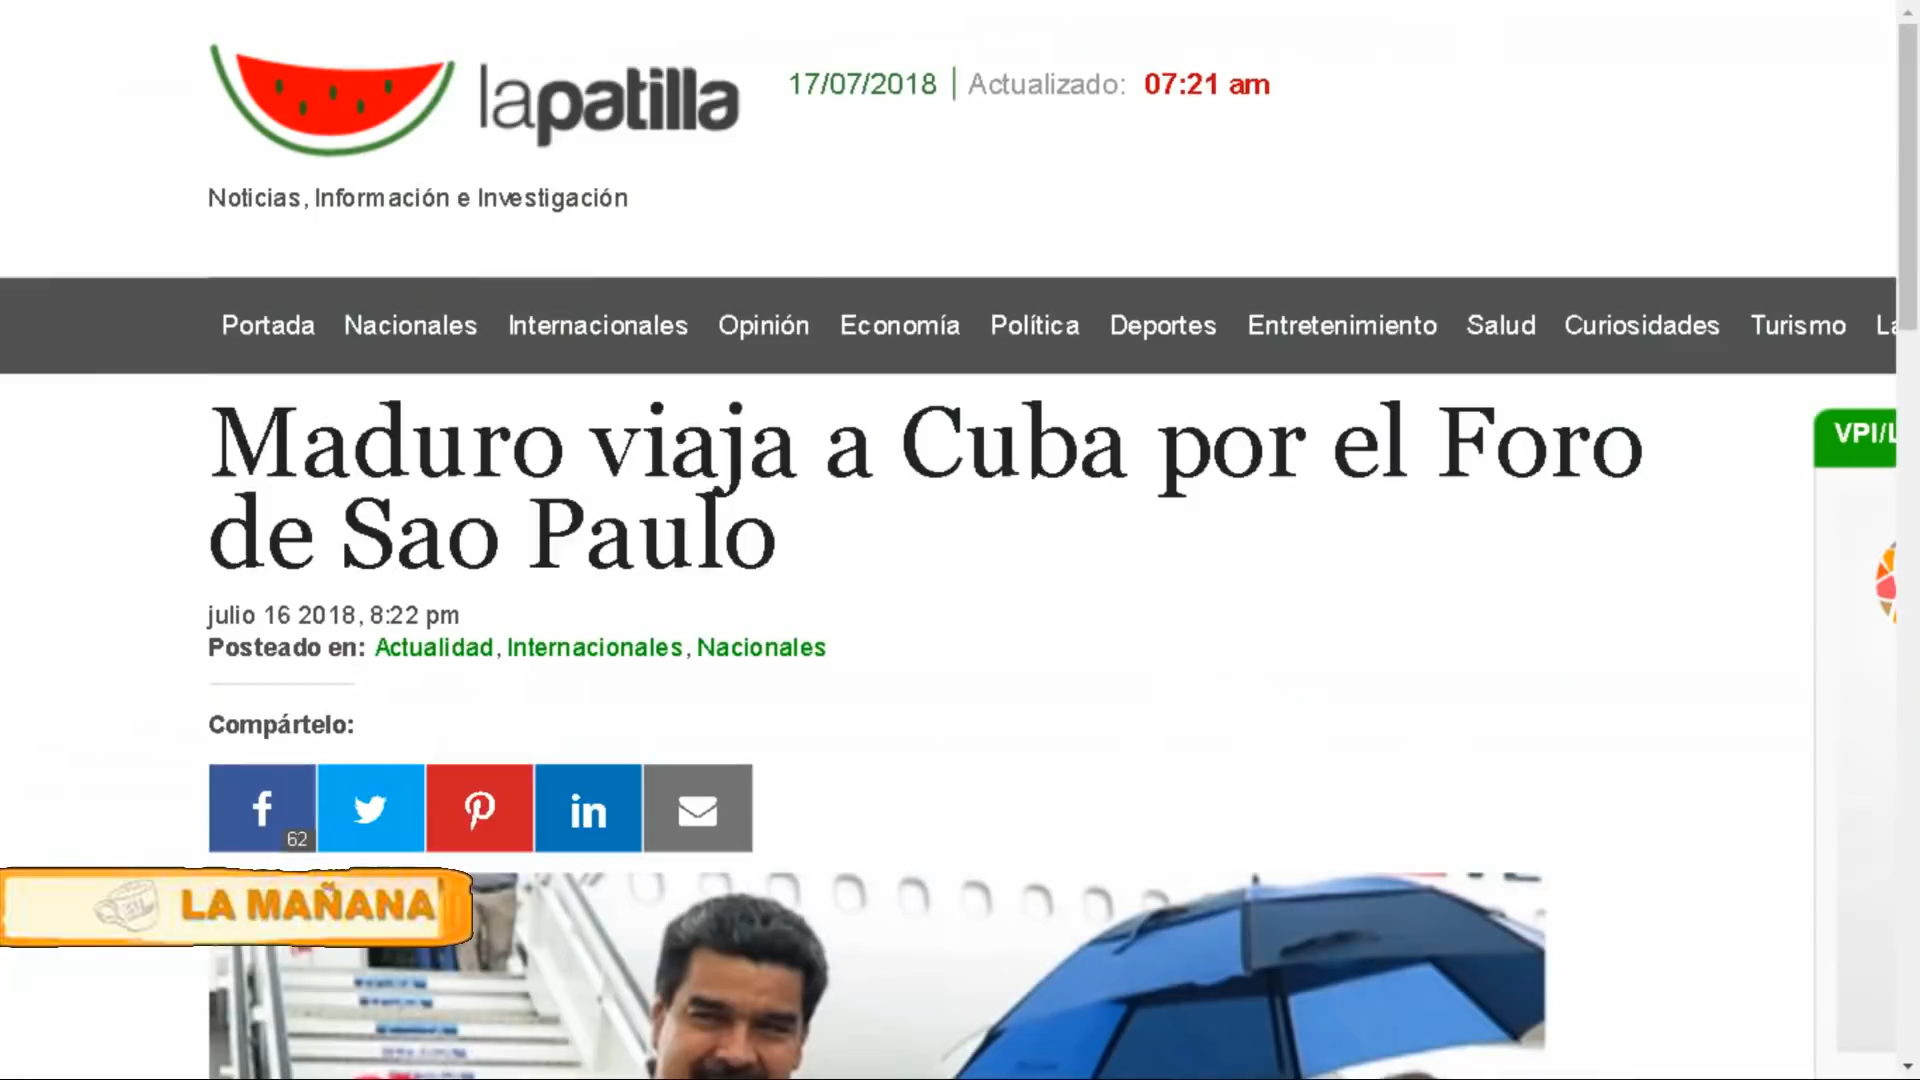 lapatilla
17/07/2018 | Actualizado: 07:21 am
Noticias, Información e Investigación
Portada Nacionales Internacionales Opinión Economía Política Deportes Entretenimiento Salud Curiosidades Turismo La
Maduro viaja a Cuba por el Foro
de Sao Paulo
VPI/
julio 16 2018, 8:22 pm
Posteado en: Actualidad, Internacionales, Nacionales
Compártelo:
62
LA MAÑANA